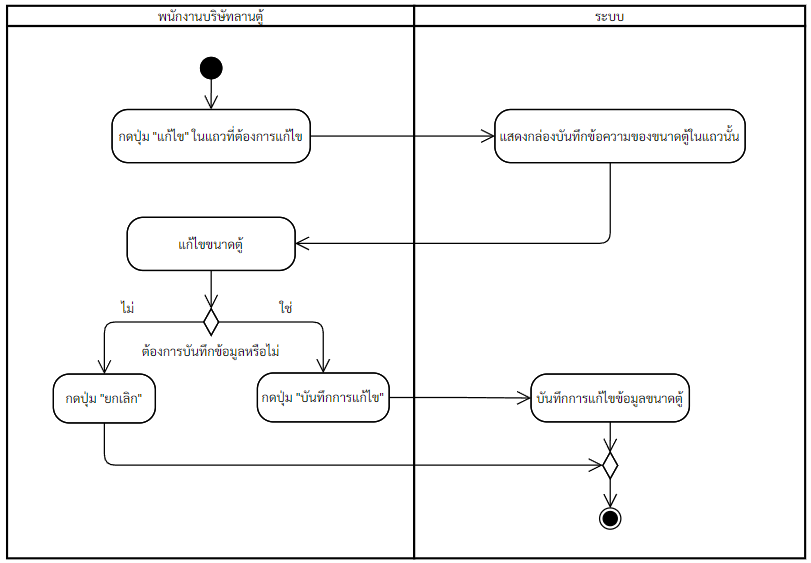 พนักงานบริษัทลานตู้
ระบบ
กดปุ่ม "แก้ไข" ในแถวที่ต้องการแก้ไข
แสดงกล่องบันทึกข้อความของขนาดตู้ในแถวนั้น
แก้ไขขนาดตู้
ไม่
ใช่
ต้องการบันทึกข้อมูลหรือไม่
กดปุ่ม "ยกเลิก"
กดปุ่ม "บันทึกการแก้ไข"
บันทึกการแก้ไขข้อมูลขนาดตู้